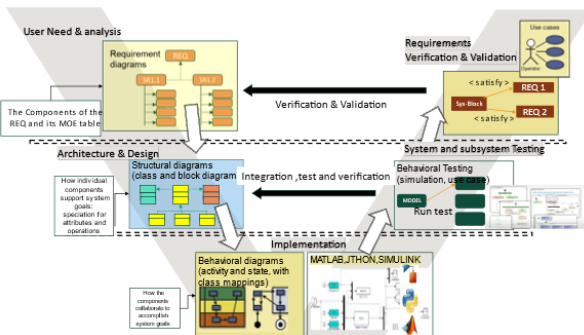 User Need & analysis
Requirement
diagrams
REQ
SR1.1
SR1.2
The Components of the
REQ and its MOE table
Verification & Validation
Requirements
Verification & Validation
Use cases
Operator
< satisfy >
REQ 1
Sys-Block
REQ 2
< satisfy >
Architecture & Design
System and subsystem Testing
Structural diagrams
(class and block diagram
How individual
components
support system
goals:
speciation for
attributes and
operations
Integration ,test and verification
Behavioral Testing
(simulation, use case)
MODEL
Run test
Implementation
Behavioral diagrams
(activity and state, with
class mappings)
How the
components
collaborate to
accomplish
system goals
MATLAB,JTHON,SIMULINK